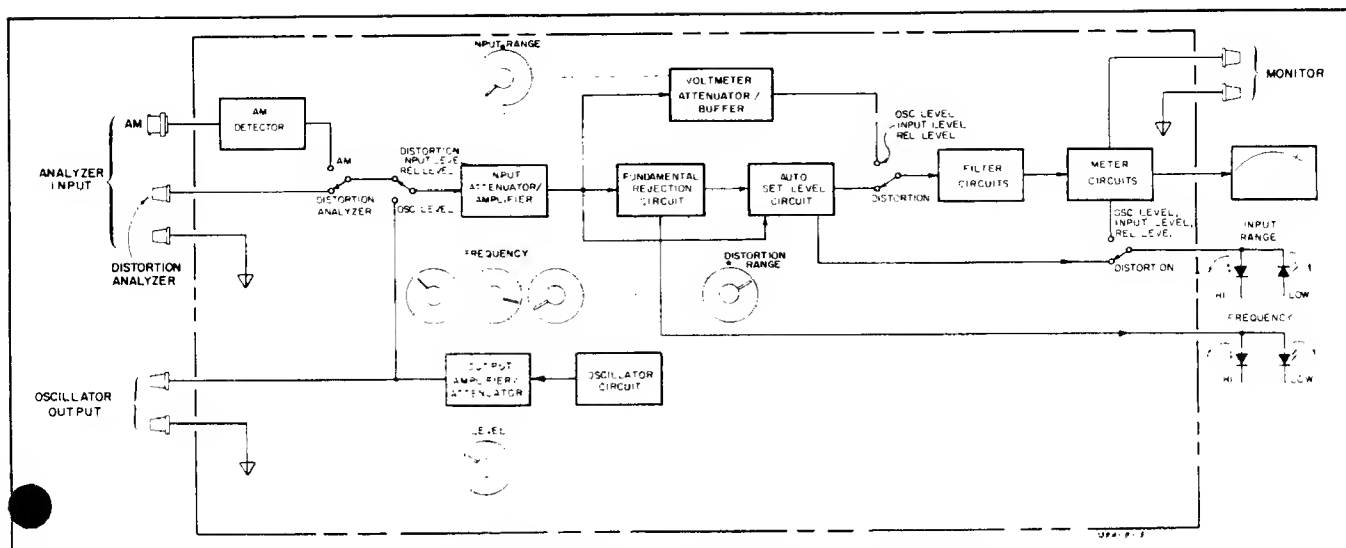 INPUT RANGE
VOLTMETER
ATTENUATOR/
BUFFER
MONITOR
AM
AM
DETECTOR
OSC LEVEL
INPUT LEVEL
REL LEVEL
ANALYZER
INPUT
AM
DISTORTION
INPUT LEVEL
REL LEVEL
DISTORTION
ANALYZER
OSC LEVEL
INPUT
ATTENUATOR/
AMPLIFIER
FUNDAMENTAL
REJECTION
CIRCUIT
AUTO
SET LEVEL
CIRCUIT
DISTORTION
FILTER
CIRCUITS
METER
CIRCUITS
OSC LEVEL,
INPUT LEVEL,
REL LEVEL
INPUT
RANGE
DISTORTION
ANALYZER
FREQUENCY
DISTORTION
RANGE
DISTORTION
HI
LOW
FREQUENCY
HI
LOW
OSCILLATOR
OUTPUT
OUTPUT
AMPLIFIER/
ATTENUATOR
OSCILLATOR
CIRCUIT
LEVEL